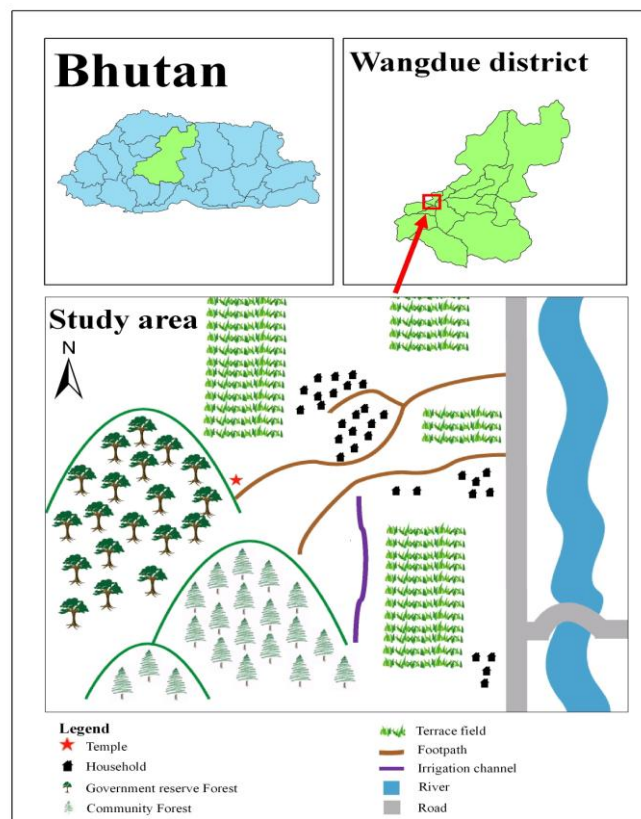 Bhutan
Wangdue district
Study area
N
Legend
Temple
Household
Government reserve Forest
Community Forest
Terrace field
Footpath
Irrigation channel
River
Road